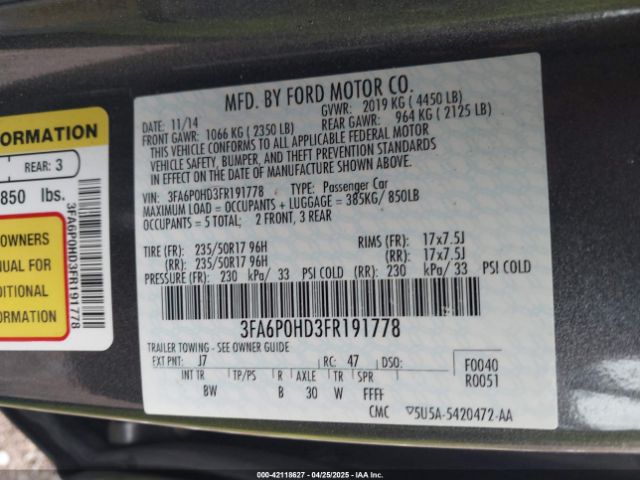 MFD. BY FORD MOTOR CO.
DATE: 11/14 GVWR: 2019 KG ( 4450 LB)
FRONT GAWR: 1066 KG ( 2350 LB) REAR GAWR: 964 KG ( 2125 LB)
THIS VEHICLE CONFORMS TO ALL APPLICABLE FEDERAL MOTOR
VEHICLE SAFETY, BUMPER, AND THEFT PREVENTION STANDARDS
IN EFFECT ON THE DATE OF MANUFACTURE SHOWN ABOVE.
VIN: 3FA6P0HD3FR191778 TYPE: Passenger Car
MAXIMUM LOAD = OCCUPANTS + LUGGAGE = 385KG/ 850LB
OCCUPANTS = 5 TOTAL; 2 FRONT, 3 REAR
TIRE (FR): 235/50R17 96H RIMS (FR): 17x7.5J
(RR): 235/50R17 96H (RR): 17x7.5J
PRESSURE (FR): 230 kPa/ 33 PSI COLD (RR): 230 kPa/ 33 PSI COLD
3FA6P0HD3FR191778
TRAILER TOWING - SEE OWNER GUIDE
EXT PNT: J7 RC: 47 DSO: F0040
R0051
INT TR TP/PS R AXLE TR SPR
BW B 30 W FFFF
CMC 5U5A-5420472-AA
ORMATION
REAR: 3
850 lbs.
OWNERS
NUAL FOR
DITIONAL
FORMATION
3FA6P0HD3FR191778
000-42118627 - 04/25/2025 - IAAI.com